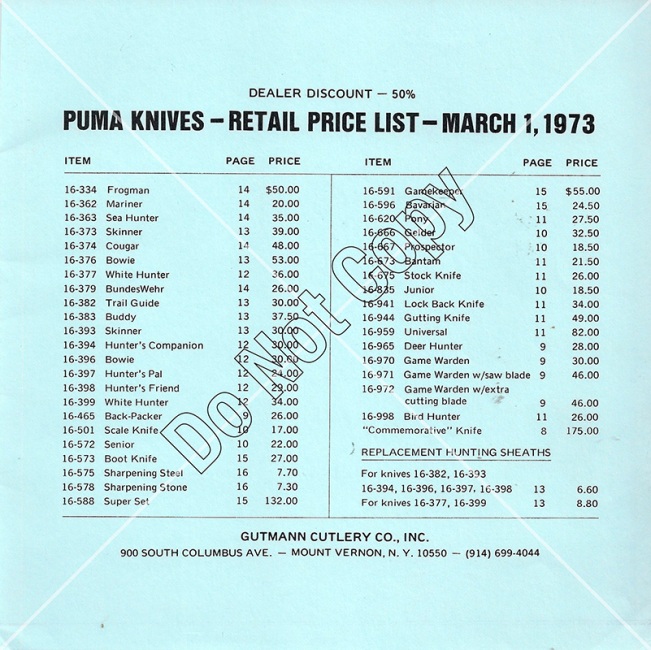 DEALER DISCOUNT — 50%
PUMA KNIVES – RETAIL PRICE LIST – MARCH 1, 1973
ITEM PAGE PRICE
16-334 Frogman 14 $50.00
16-362 Mariner 14 20.00
16-363 Sea Hunter 14 35.00
16-373 Skinner 13 39.00
16-374 Cougar 14 48.00
16-376 Bowie 13 53.00
16-377 White Hunter 12 36.00
16-379 BundesWehr 14 26.00
16-382 Trail Guide 13 30.00
16-383 Buddy 13 37.50
16-393 Skinner 13 30.00
16-394 Hunter's Companion 12 30.00
16-396 Bowie 12 30.00
16-397 Hunter's Pal 12
16-398 Hunter's Friend 12
16-399 White Hunter 12 34.00
16-465 Back-Packer 9 26.00
16-501 Scale Knife 10 17.00
16-572 Senior 10 22.00
16-573 Boot Knife 15 27.00
16-575 Sharpening Steel 16 7.70
16-578 Sharpening Stone 16 7.30
16-588 Super Set 15 132.00
ITEM PAGE PRICE
16-591 Gamekeeper 15 $55.00
16-596 Bavarian 15 24.50
16-620 Pony 11 27.50
16-666 10 32.50
16-667 Prospector 10 18.50
16-673 Bantam 11 21.50
16-675 Stock Knife 11 26.00
16-835 Junior 10 18.50
16-941 Lock Back Knife 11 34.00
16-944 Gutting Knife 11 49.00
16-959 Universal 11 82.00
16-965 Deer Hunter 9 28.00
16-970 Game Warden 9 30.00
16-971 Game Warden w/saw blade 9 46.00
16-972 Game Warden w/extra
cutting blade 9 46.00
16-998 Bird Hunter 11 26.00
"Commemorative" Knife 8 175.00
REPLACEMENT HUNTING SHEATHS
For knives 16-382, 16-393
16-394, 16-396, 16-397, 16-398 13 6.60
For knives 16-377, 16-399 13 8.80
GUTMANN CUTLERY CO., INC.
900 SOUTH COLUMBUS AVE. — MOUNT VERNON, N. Y. 10550 — (914) 699-4044
Do Not Copy